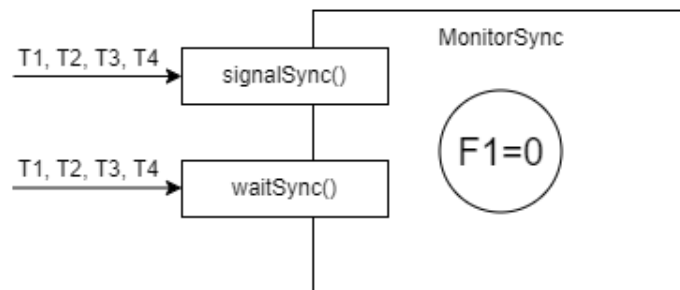 MonitorSync
T1, T2, T3, T4
signalSync()
F1=0
T1, T2, T3, T4
waitSync()